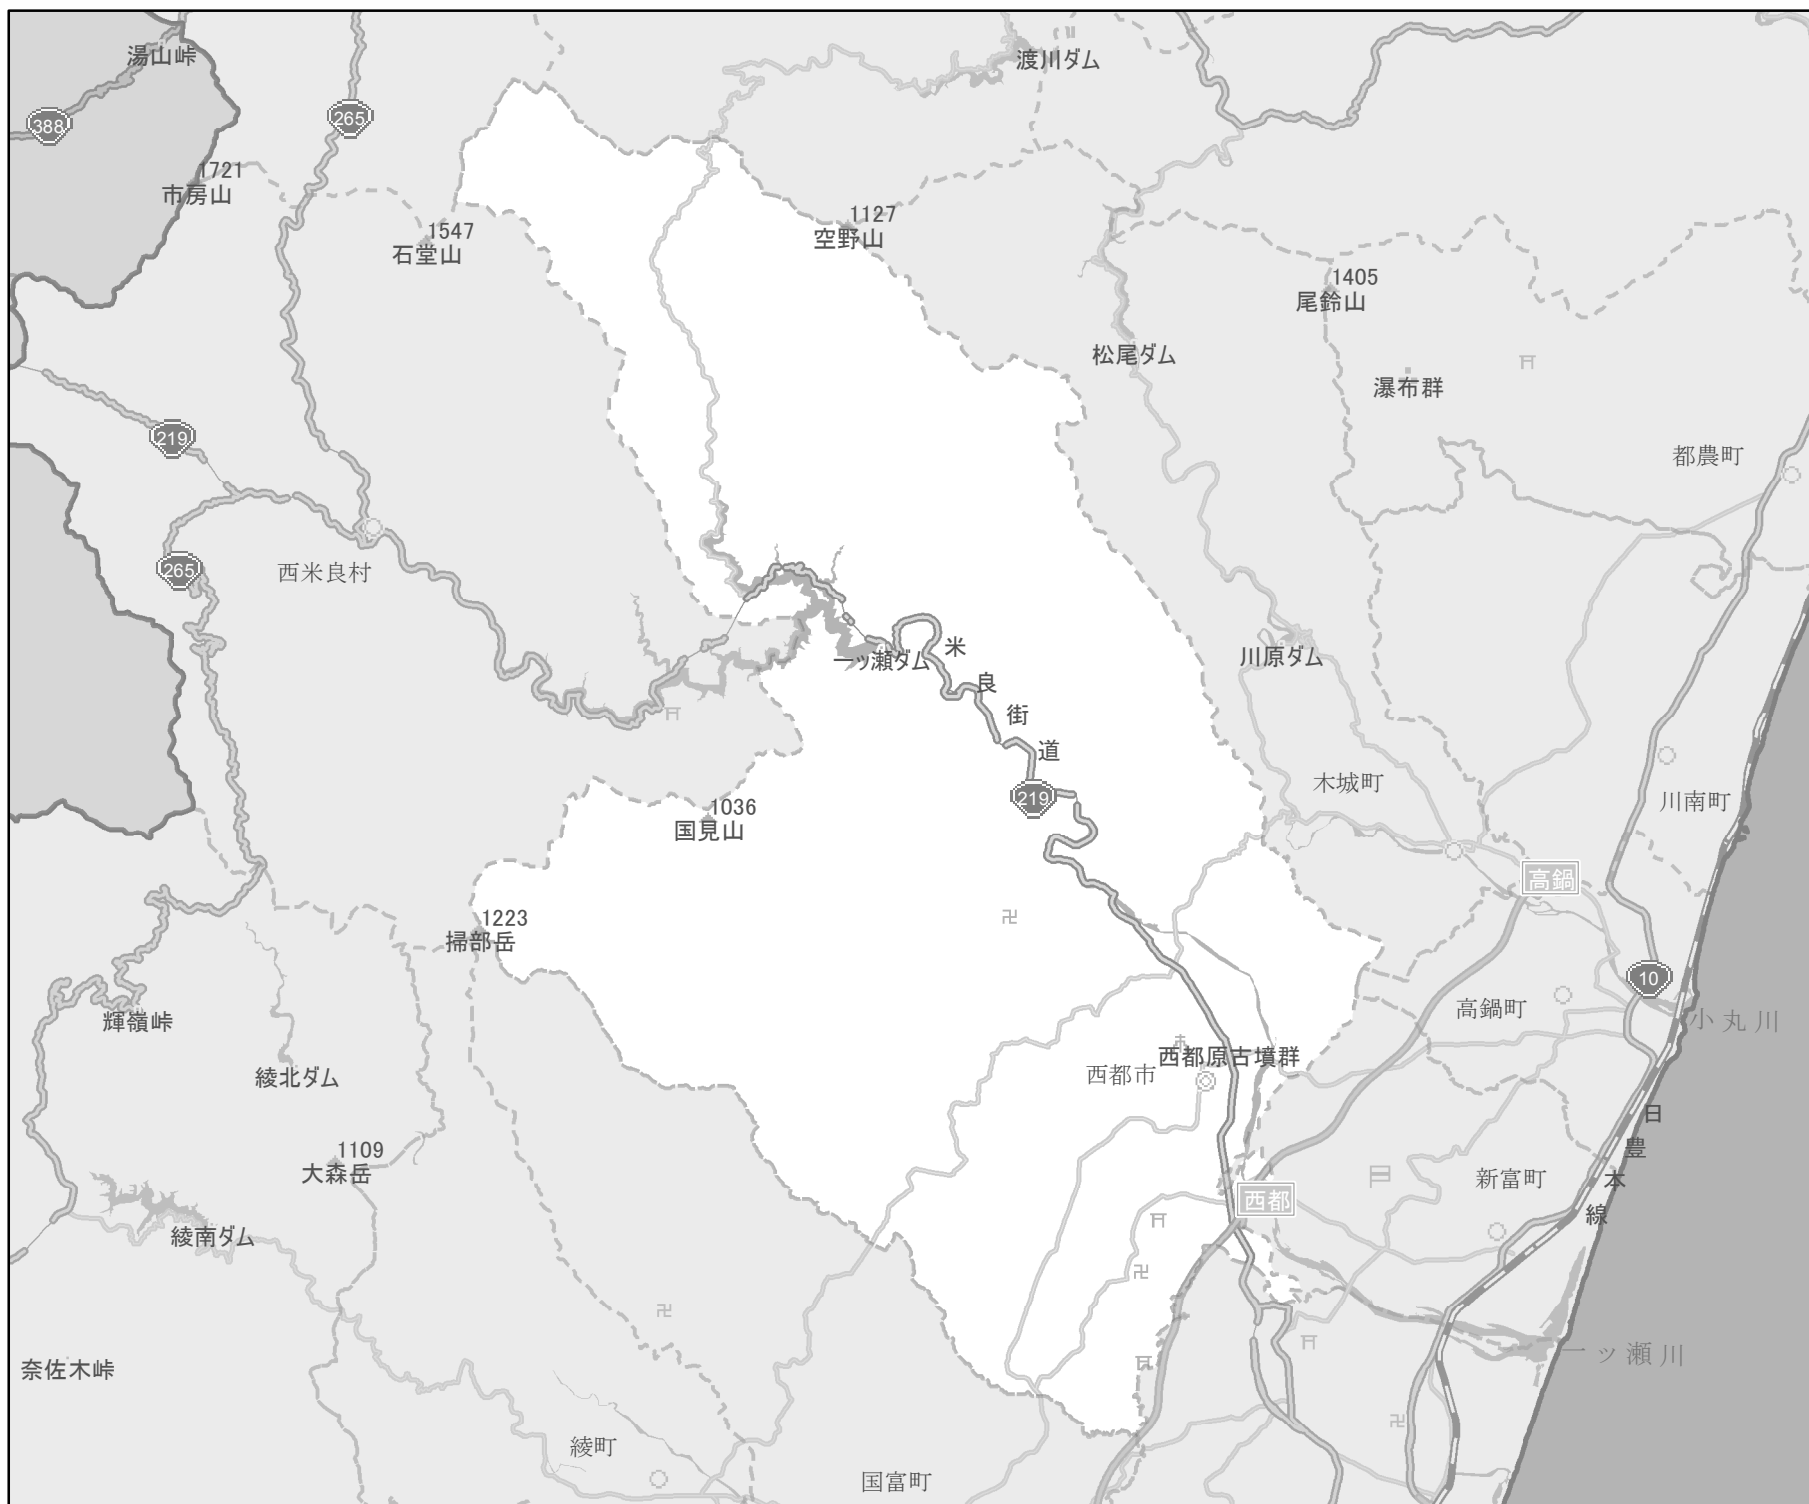 湯山峠
渡川ダム
388
265
1721
市房山
1547
石堂山
1127
空野山
1405
尾鈴山
松尾ダム
瀑布群
219
都農町
265
西米良村
一ッ瀬ダム
米良街道
川原ダム
219
木城町
川南町
1036
国見山
高鍋
1223
掃部岳
10
高鍋町
小丸川
輝嶺峠
綾北ダム
西都原古墳群
西都市
日豊本線
1109
大森岳
新富町
西都
綾南ダム
一ッ瀬川
奈佐木峠
綾町
国富町